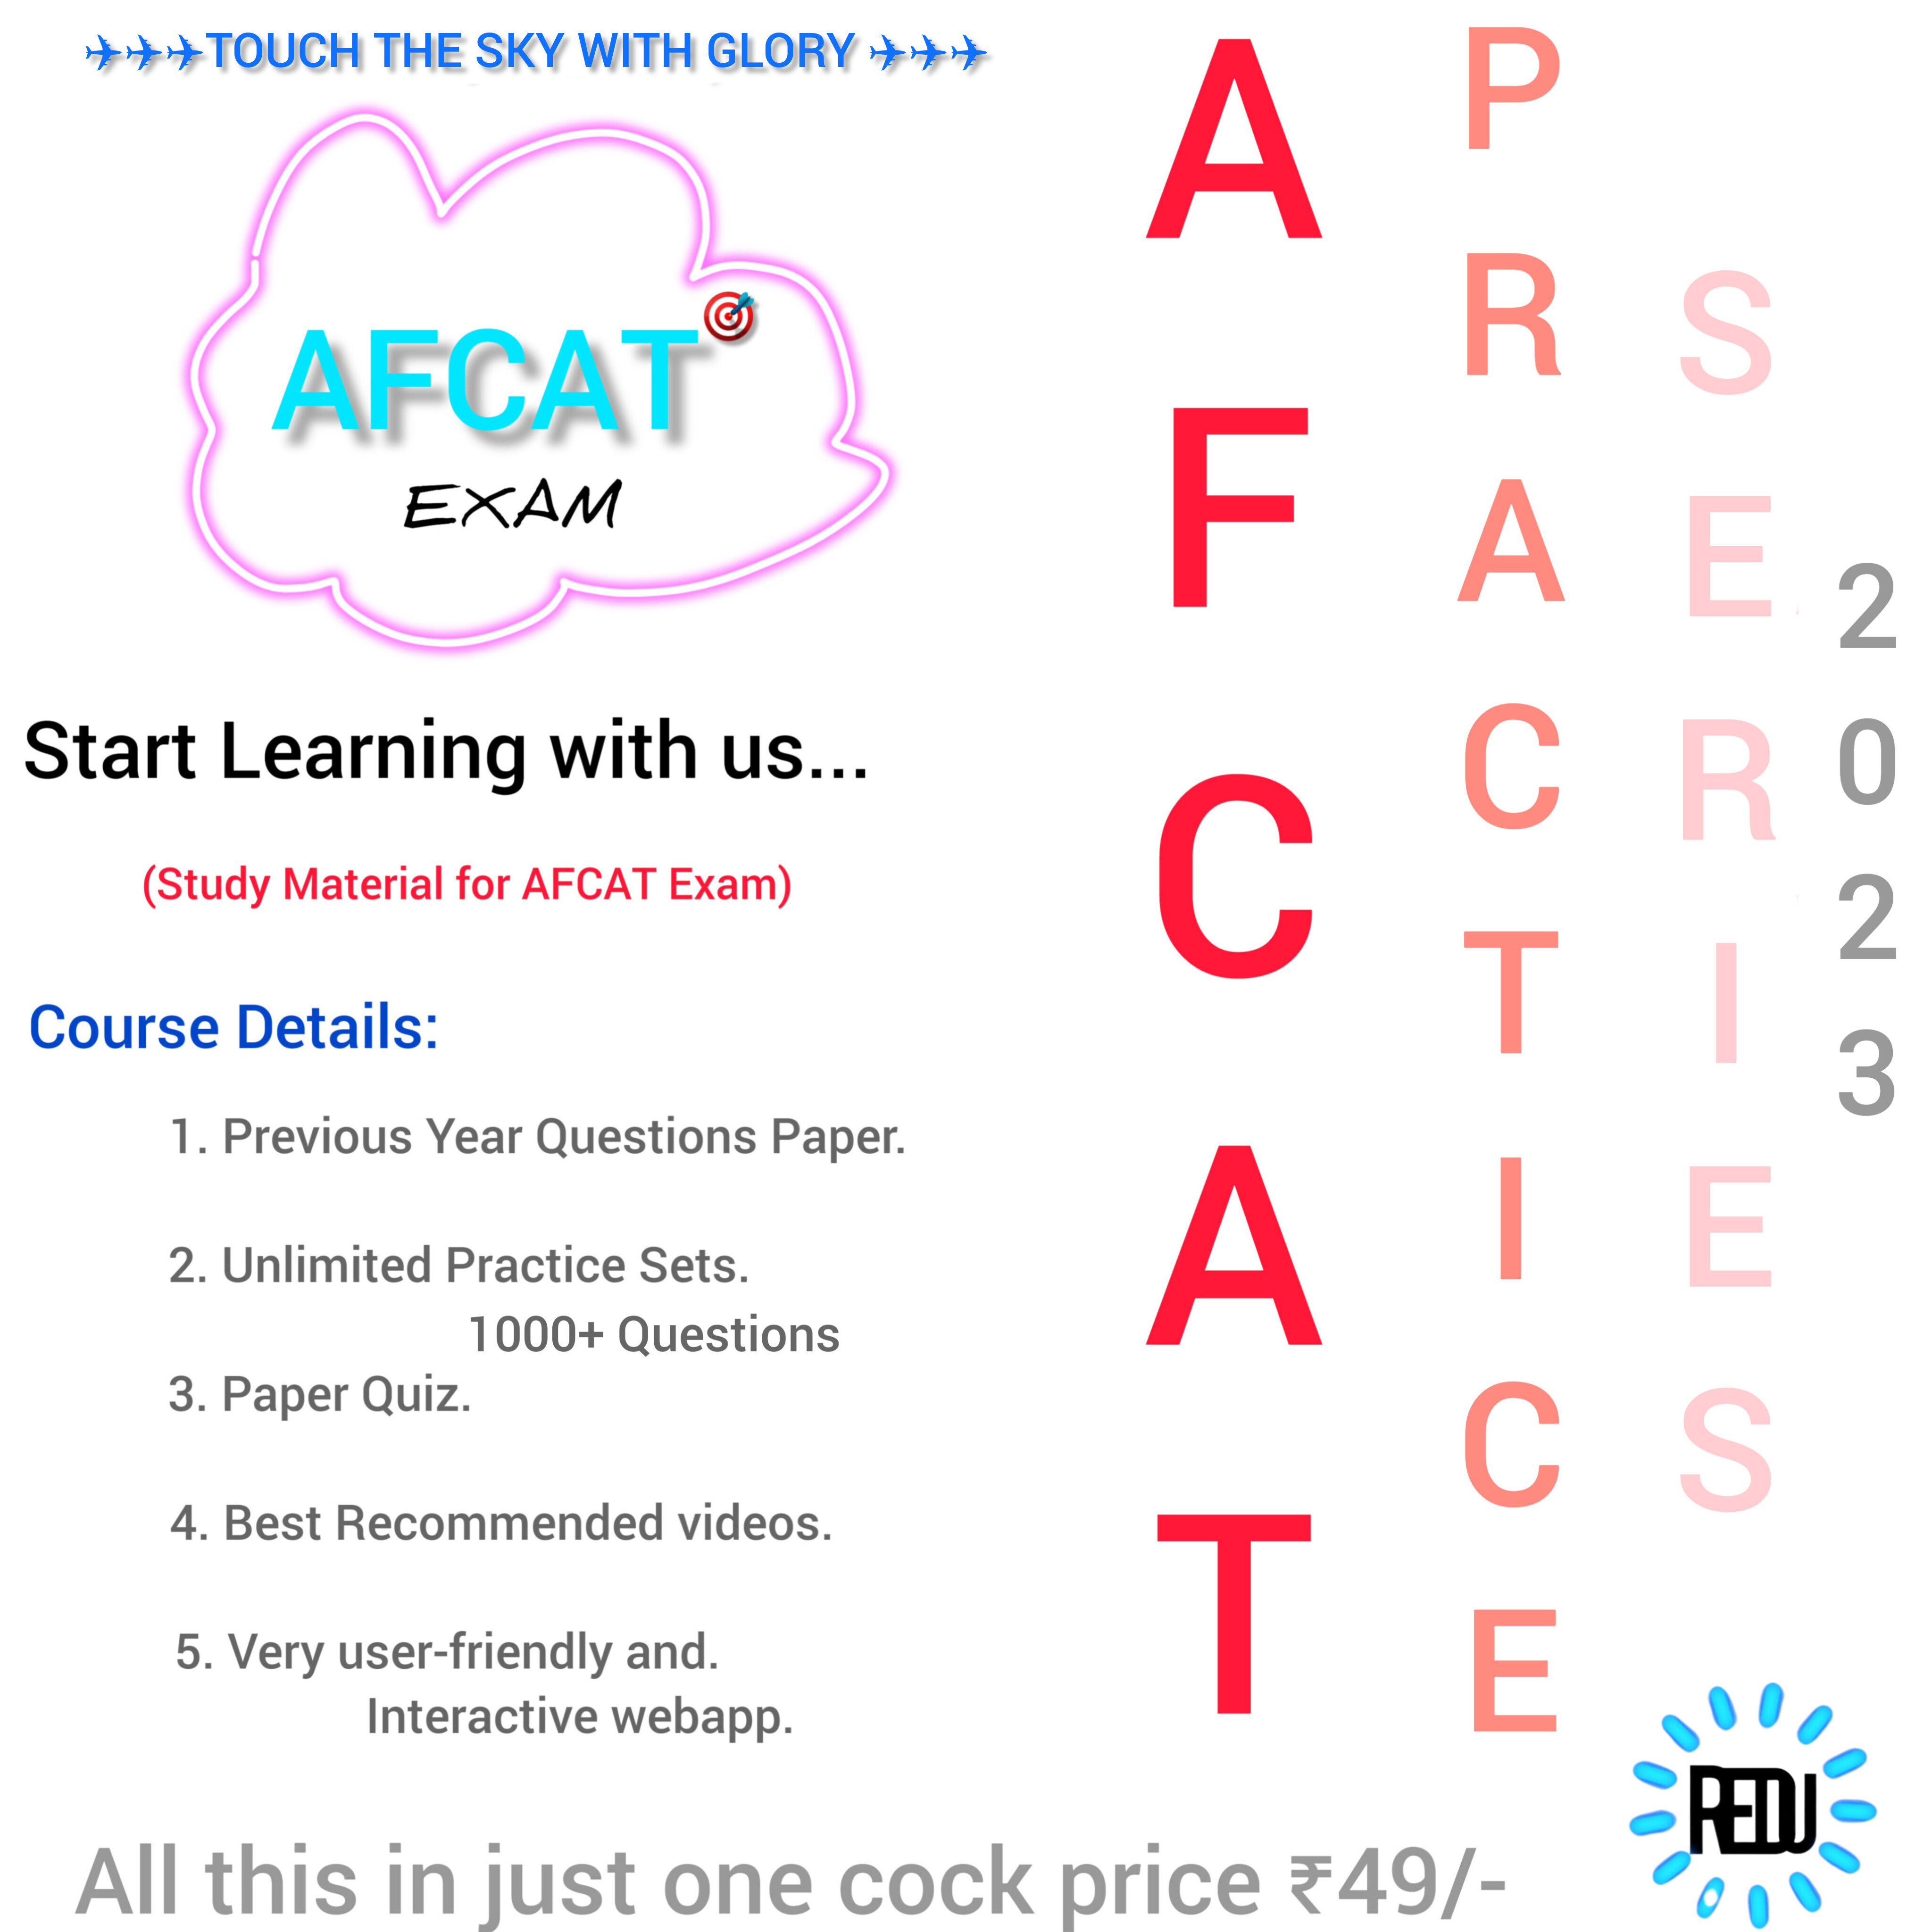 ✈✈✈TOUCH THE SKY WITH GLORY ✈✈✈
AFCAT🎯
EXAM
Start Learning with us...
(Study Material for AFCAT Exam)
Course Details:
1. Previous Year Questions Paper.
2. Unlimited Practice Sets.
1000+ Questions
3. Paper Quiz.
4. Best Recommended videos.
5. Very user-friendly and.
Interactive webapp.
All this in just one cock price ₹49/-
AFCAT
PRACTICE
SERIES
2023
REDU